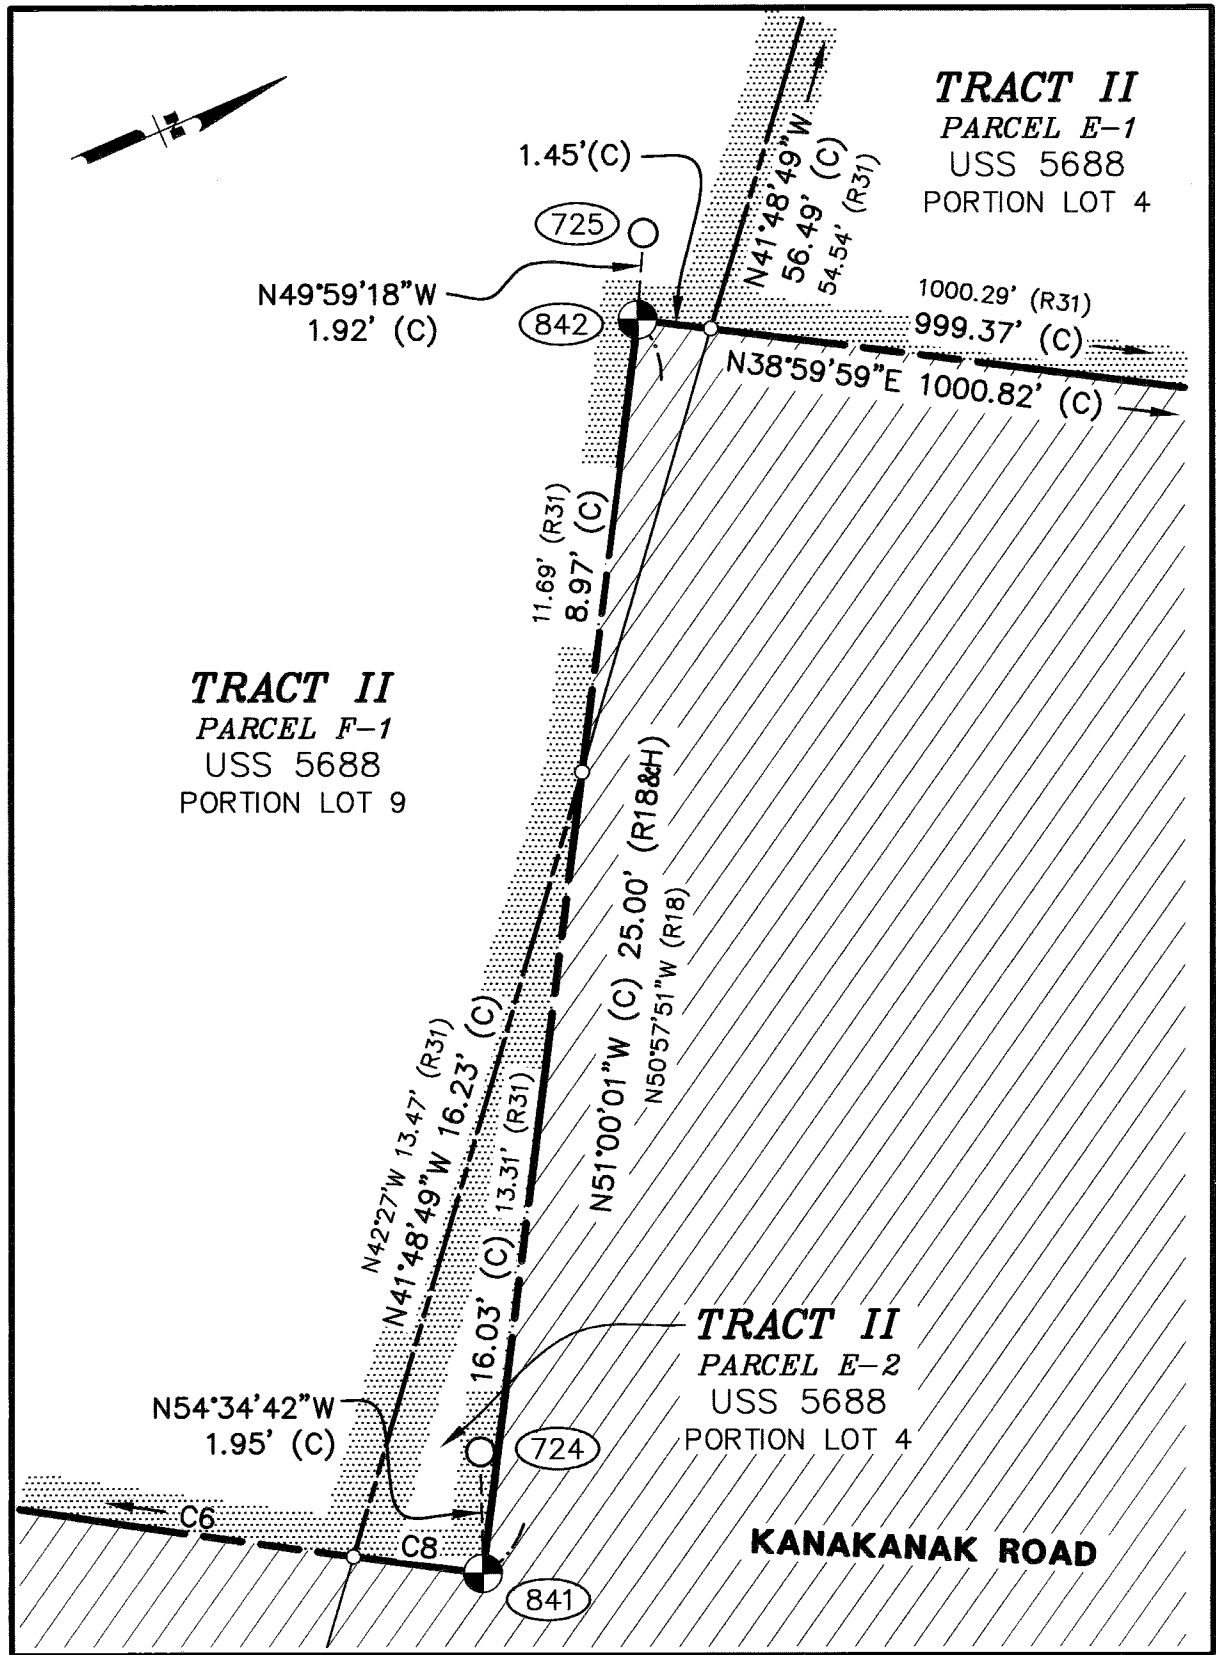 N
TRACT II
PARCEL E-1
USS 5688
PORTION LOT 4
1.45'(C)
N41°48'49"W
56.49' (C)
54.54' (R31)
725
N49°59'18"W
1.92' (C)
842
1000.29' (R31)
999.37' (C)
N38°59'59"E 1000.82' (C)
11.69' (R31)
8.97' (C)
TRACT II
PARCEL F-1
USS 5688
PORTION LOT 9
N51°00'01"W (C) 25.00' (R18&H)
N50°57'51"W (R18)
N42°27'W 13.47' (R31)
N41°48'49"W 16.23' (C)
16.03' (C) 13.31' (R31)
TRACT II
PARCEL E-2
USS 5688
PORTION LOT 4
N54°34'42"W
1.95' (C)
724
C6
C8
KANAKANAK ROAD
841